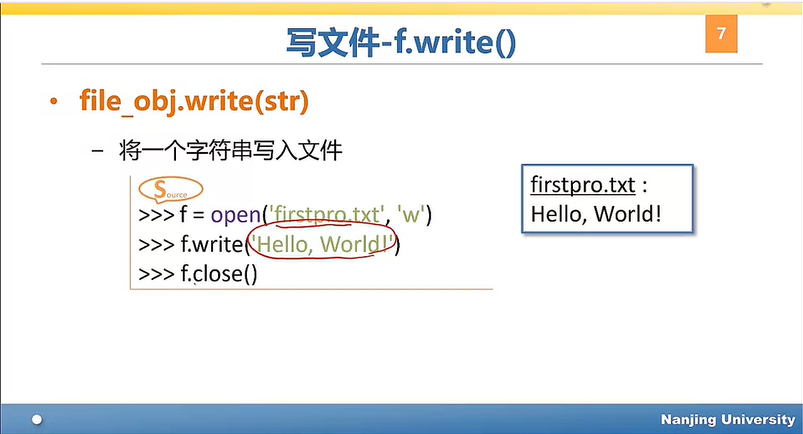 写文件-f.write()
7
• file_obj.write(str)
– 将一个字符串写入文件
Source
>>> f = open('firstpro.txt', 'w')
>>> f.write('Hello, World!')
>>> f.close()
firstpro.txt :
Hello, World!
Nanjing University